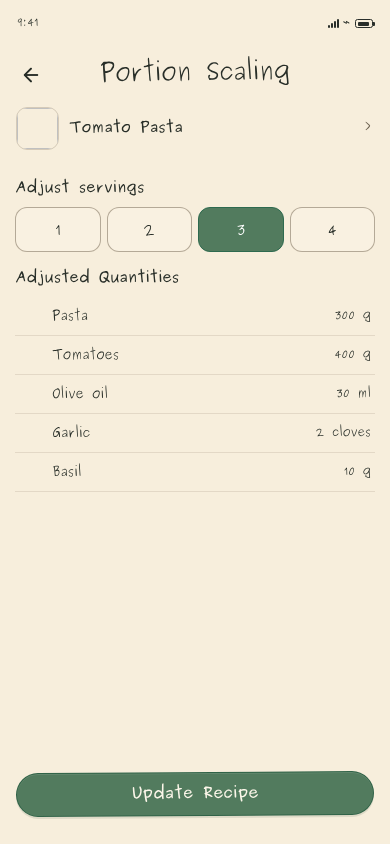 9:41
Portion Scaling
Tomato Pasta
Adjust servings
1 2 3 4
Adjusted Quantities
Pasta 300 g
Tomatoes 400 g
Olive oil 30 ml
Garlic 2 cloves
Basil 10 g
Update Recipe